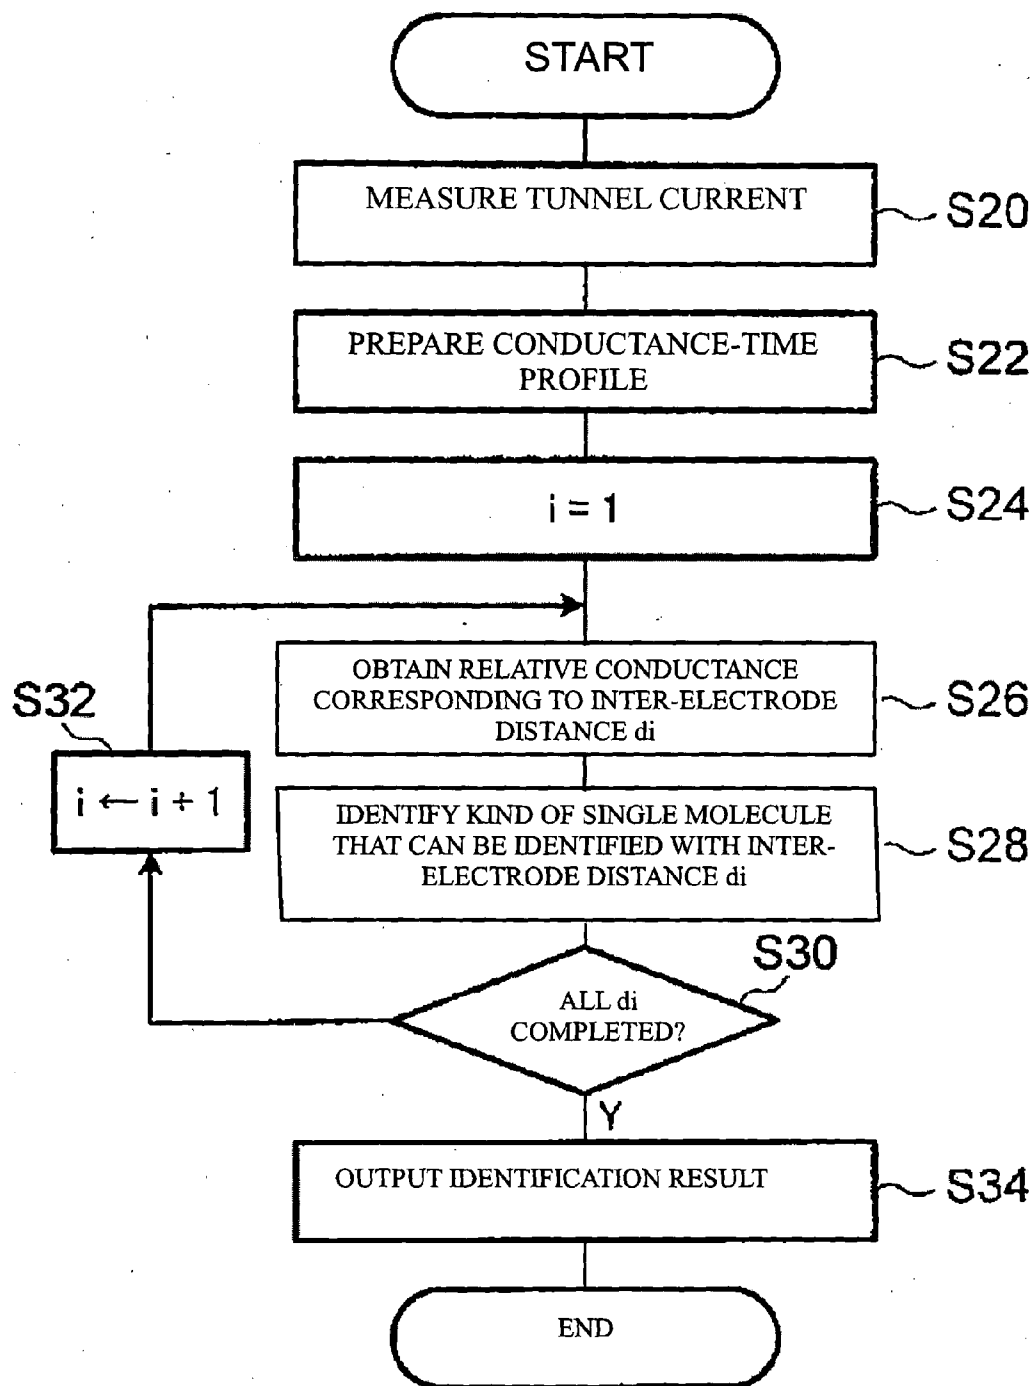 START
MEASURE TUNNEL CURRENT
S20
PREPARE CONDUCTANCE-TIME
PROFILE
S22
i = 1
S24
OBTAIN RELATIVE CONDUCTANCE
CORRESPONDING TO INTER-ELECTRODE
DISTANCE di
S26
S32
i ← i + 1
IDENTIFY KIND OF SINGLE MOLECULE
THAT CAN BE IDENTIFIED WITH INTER-
ELECTRODE DISTANCE di
S28
S30
ALL di
COMPLETED?
Y
OUTPUT IDENTIFICATION RESULT
S34
END